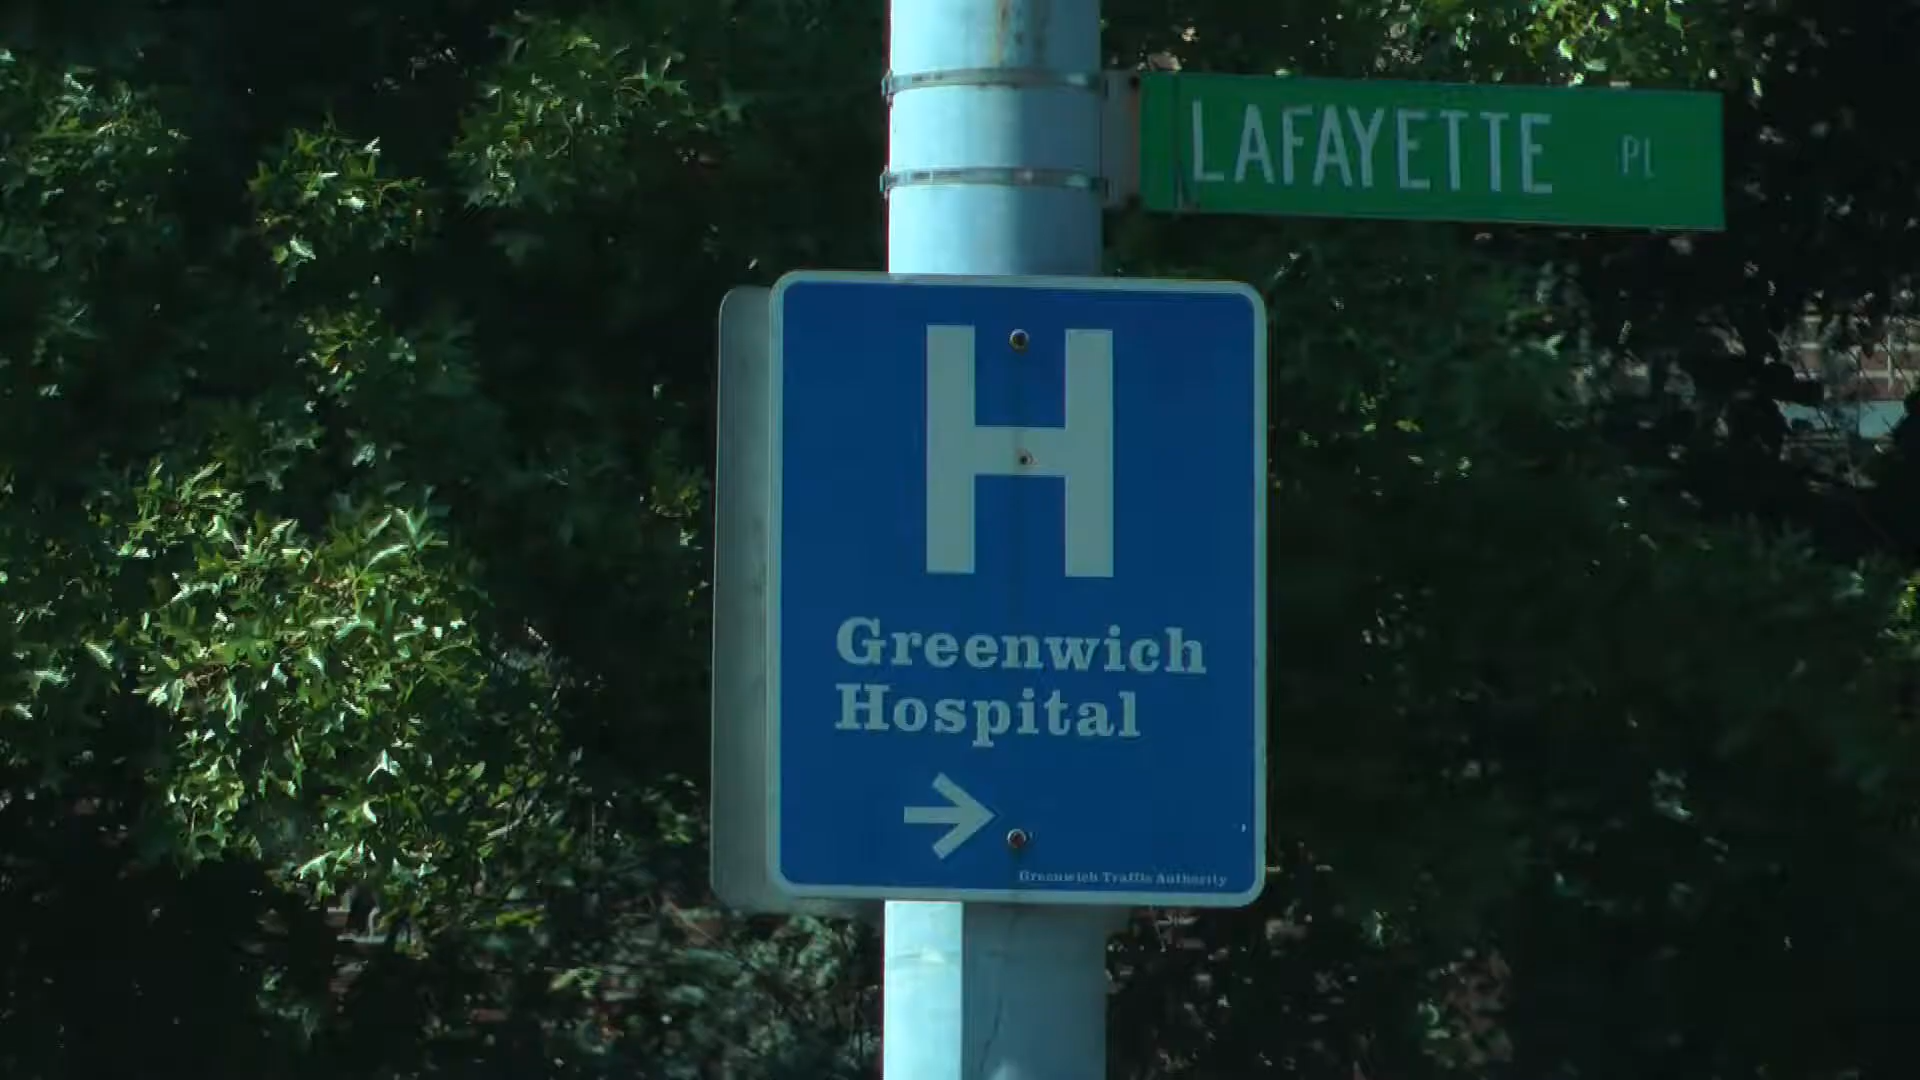 LAFAYETTE PL
H
Greenwich
Hospital
Greenwich Traffic Authority